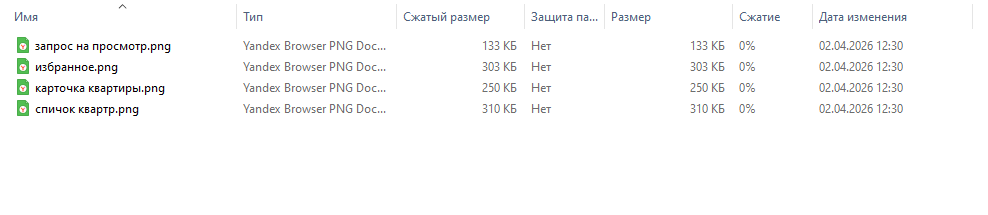 Имя Тип Сжатый размер Защита па... Размер Сжатие Дата изменения
запрос на просмотр.png Yandex Browser PNG Doc... 133 КБ Нет 133 КБ 0% 02.04.2026 12:30
избранное.png Yandex Browser PNG Doc... 303 КБ Нет 303 КБ 0% 02.04.2026 12:30
карточка квартиры.png Yandex Browser PNG Doc... 250 КБ Нет 250 КБ 0% 02.04.2026 12:30
спичок квартр.png Yandex Browser PNG Doc... 310 КБ Нет 310 КБ 0% 02.04.2026 12:30